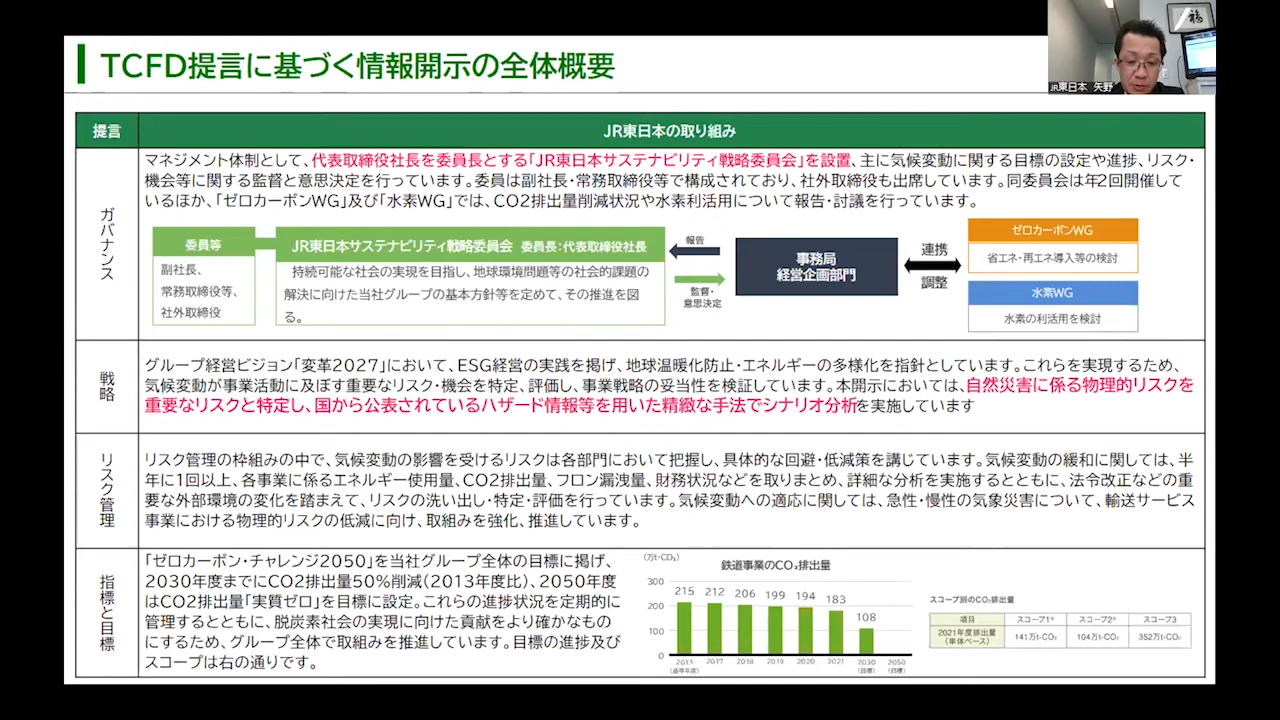 TCFD提言に基づく情報開示の全体概要
福
JR東日本 矢野
提言
JR東日本の取り組み
ガバナンス
マネジメント体制として、代表取締役社長を委員長とする「JR東日本サステナビリティ戦略委員会」を設置、主に気候変動に関する目標の設定や進捗、リスク・
機会等に関する監督と意思決定を行っています。委員は副社長・常務取締役等で構成されており、社外取締役も出席しています。同委員会は年2回開催して
いるほか、「ゼロカーボンWG」及び「水素WG」では、CO2排出量削減状況や水素利活用について報告・討議を行っています。
委員等
副社長、
常務取締役等、
社外取締役
JR東日本サステナビリティ戦略委員会 委員長:代表取締役社長
持続可能な社会の実現を目指し、地球環境問題等の社会的課題の
解決に向けた当社グループの基本方針等を定めて、その推進を図
る。
報告
監督・
意思決定
事務局
経営企画部門
連携
調整
ゼロカーボンWG
省エネ・再エネ導入等の検討
水素WG
水素の利活用を検討
戦略
グループ経営ビジョン「変革2027」において、ESG経営の実践を掲げ、地球温暖化防止・エネルギーの多様化を指針としています。これらを実現するため、
気候変動が事業活動に及ぼす重要なリスク・機会を特定、評価し、事業戦略の妥当性を検証しています。本開示においては、自然災害に係る物理的リスクを
重要なリスクと特定し、国から公表されているハザード情報等を用いた精緻な手法でシナリオ分析を実施しています
リスク管理
リスク管理の枠組みの中で、気候変動の影響を受けるリスクは各部門において把握し、具体的な回避・低減策を講じています。気候変動の緩和に関しては、半
年に1回以上、各事業に係るエネルギー使用量、CO2排出量、フロン漏洩量、財務状況などを取りまとめ、詳細な分析を実施するとともに、法令改正などの重
要な外部環境の変化を踏まえて、リスクの洗い出し・特定・評価を行っています。気候変動への適応に関しては、急性・慢性の気象災害について、輸送サービス
事業における物理的リスクの低減に向け、取組みを強化、推進しています。
指標と目標
「ゼロカーボン・チャレンジ2050」を当社グループ全体の目標に掲げ、
2030年度までにCO2排出量50%削減(2013年度比)、2050年度
はCO2排出量「実質ゼロ」を目標に設定。これらの進捗状況を定期的に
管理するとともに、脱炭素社会の実現に向けた貢献をより確かなもの
にするため、グループ全体で取組みを推進しています。目標の進捗及び
スコープは右の通りです。
(万t-CO₂)
鉄道事業のCO₂排出量
300
200
100
0
215 212 206 199 194 183 108
2013 2017 2018 2019 2020 2021 2030 2050
(基準年度) (目標) (目標)
スコープ別のCO₂排出量
項目 スコープ1※ スコープ2※ スコープ3
2021年度排出量
(単体ベース)
141万t-CO₂ 104万t-CO₂ 352万t-CO₂